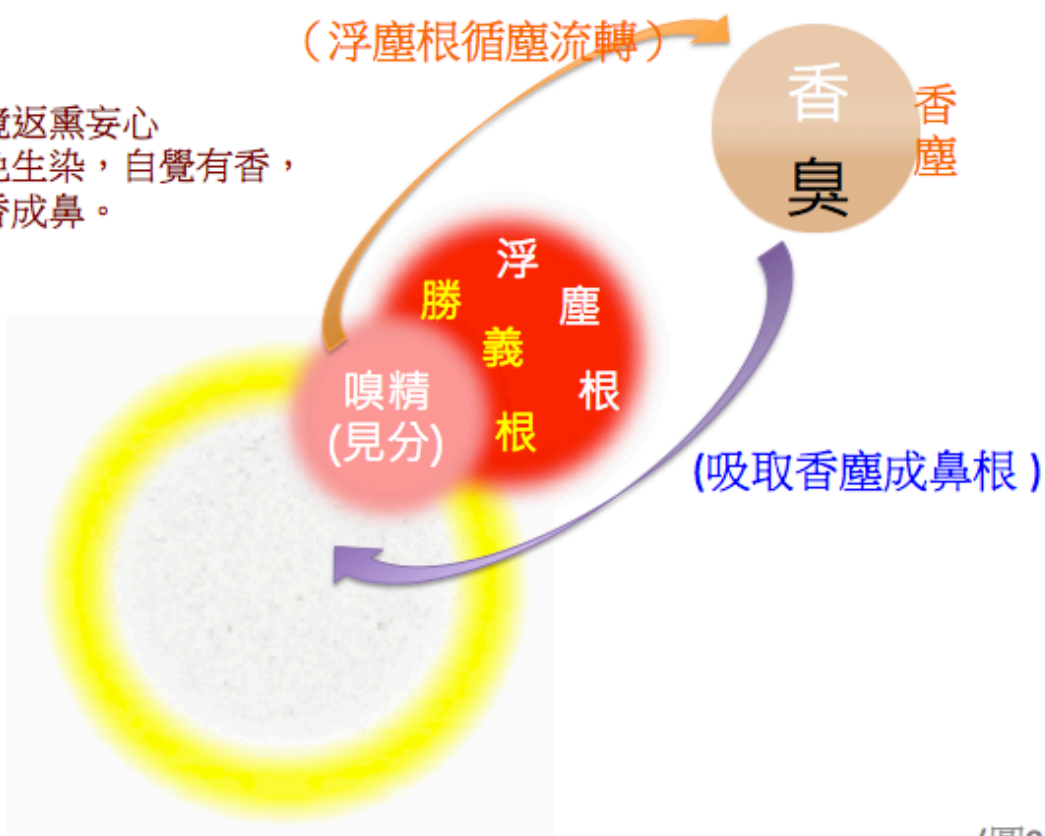 （浮塵根循塵流轉）
返熏妄心
生染，自覺有香，
成鼻。
香
臭
香塵
浮塵根
勝義根
嗅精
(見分)
(吸取香塵成鼻根)